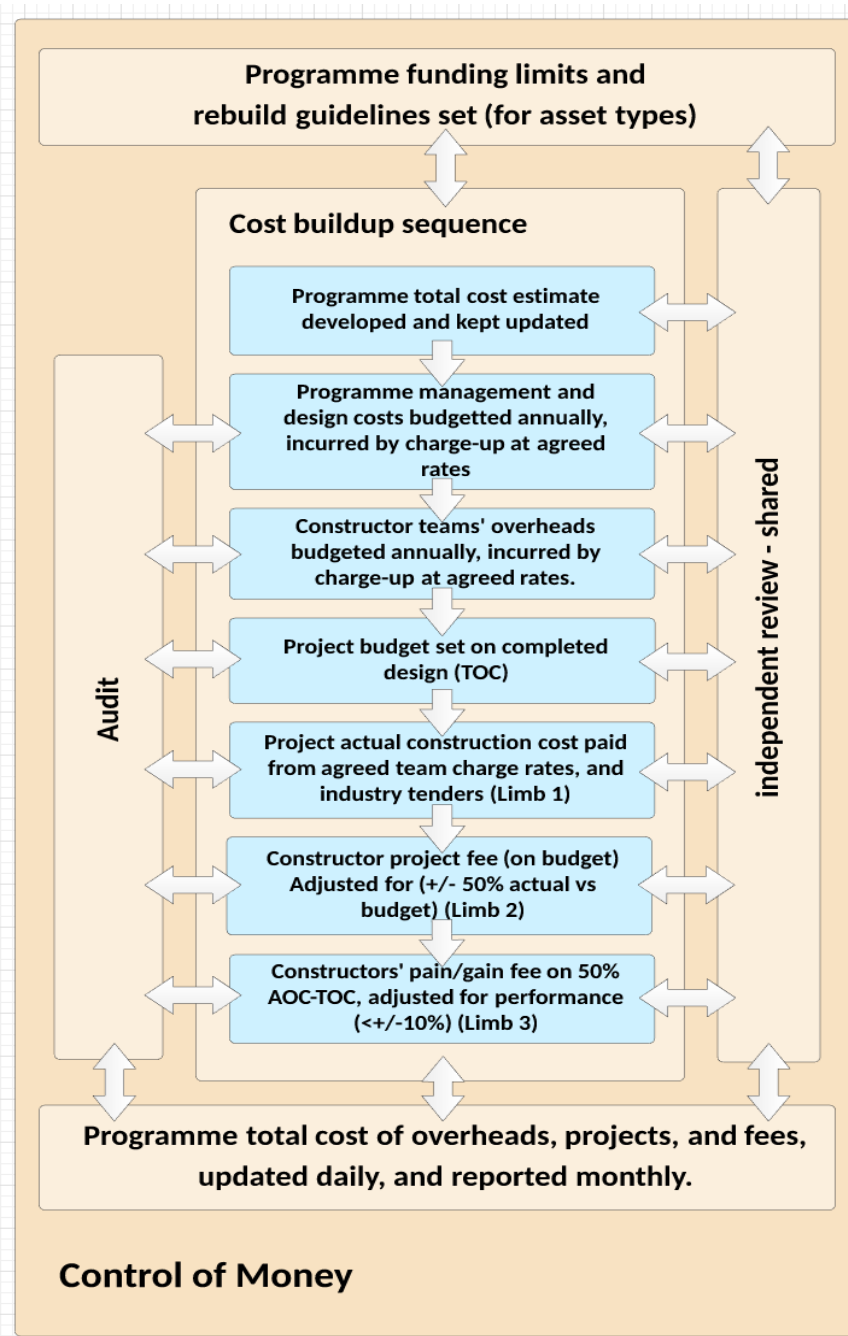 Programme funding limits and
rebuild guidelines set (for asset types)
Cost buildup sequence
Programme total cost estimate
developed and kept updated
Programme management and
design costs budgetted annually,
incurred by charge-up at agreed
rates
Constructor teams' overheads
budgeted annually, incurred by
charge-up at agreed rates.
Project budget set on completed
design (TOC)
Project actual construction cost paid
from agreed team charge rates, and
industry tenders (Limb 1)
Constructor project fee (on budget)
Adjusted for (+/- 50% actual vs
budget) (Limb 2)
Constructors' pain/gain fee on 50%
AOC-TOC, adjusted for performance
(<+/-10%) (Limb 3)
Audit
independent review - shared
Programme total cost of overheads, projects, and fees,
updated daily, and reported monthly.
Control of Money